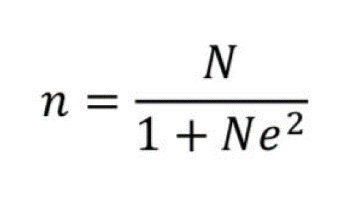 n = N / (1 + Ne²)